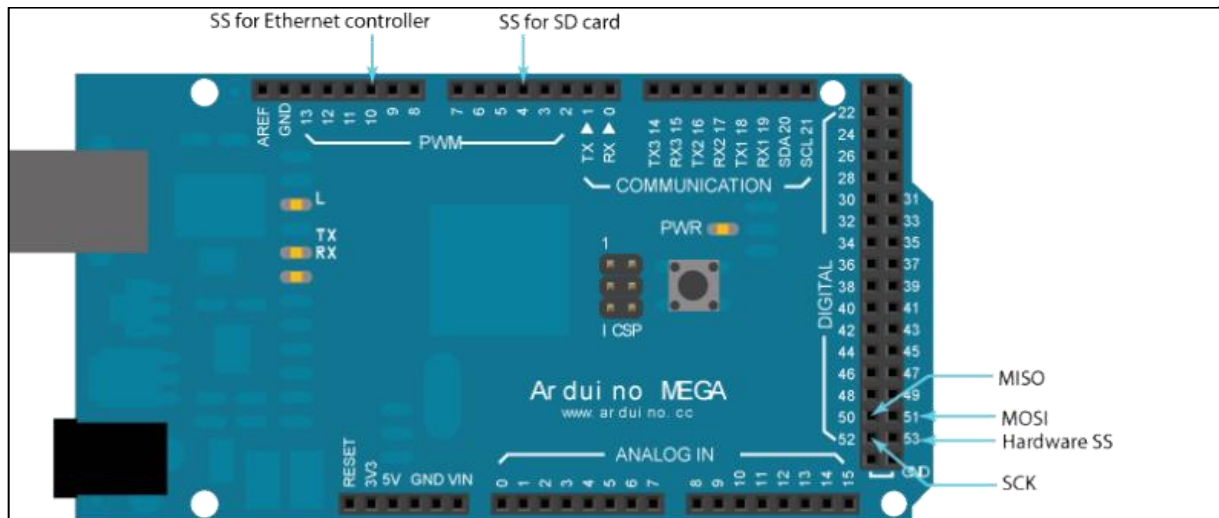 SS for Ethernet controller
SS for SD card
AREF
GND
13
12
11
10
9
8
7
6
5
4
3
2
1
0
PWM
TX
RX
TX3 14
RX3 15
TX2 16
RX2 17
TX1 18
RX1 19
SDA 20
SCL 21
COMMUNICATION
22
24
26
28
30 31
32 33
34 35
36 37
38 39
40 41
42 43
44 45
46 47
48 49
50 51
52 53
GND
DIGITAL
L
TX
RX
PWR
1
ICSP
MISO
MOSI
Hardware SS
SCK
Arduino MEGA
www.arduino.cc
ANALOG IN
RESET
3V3
5V
GND
VIN
0
1
2
3
4
5
6
7
8
9
10
11
12
13
14
15